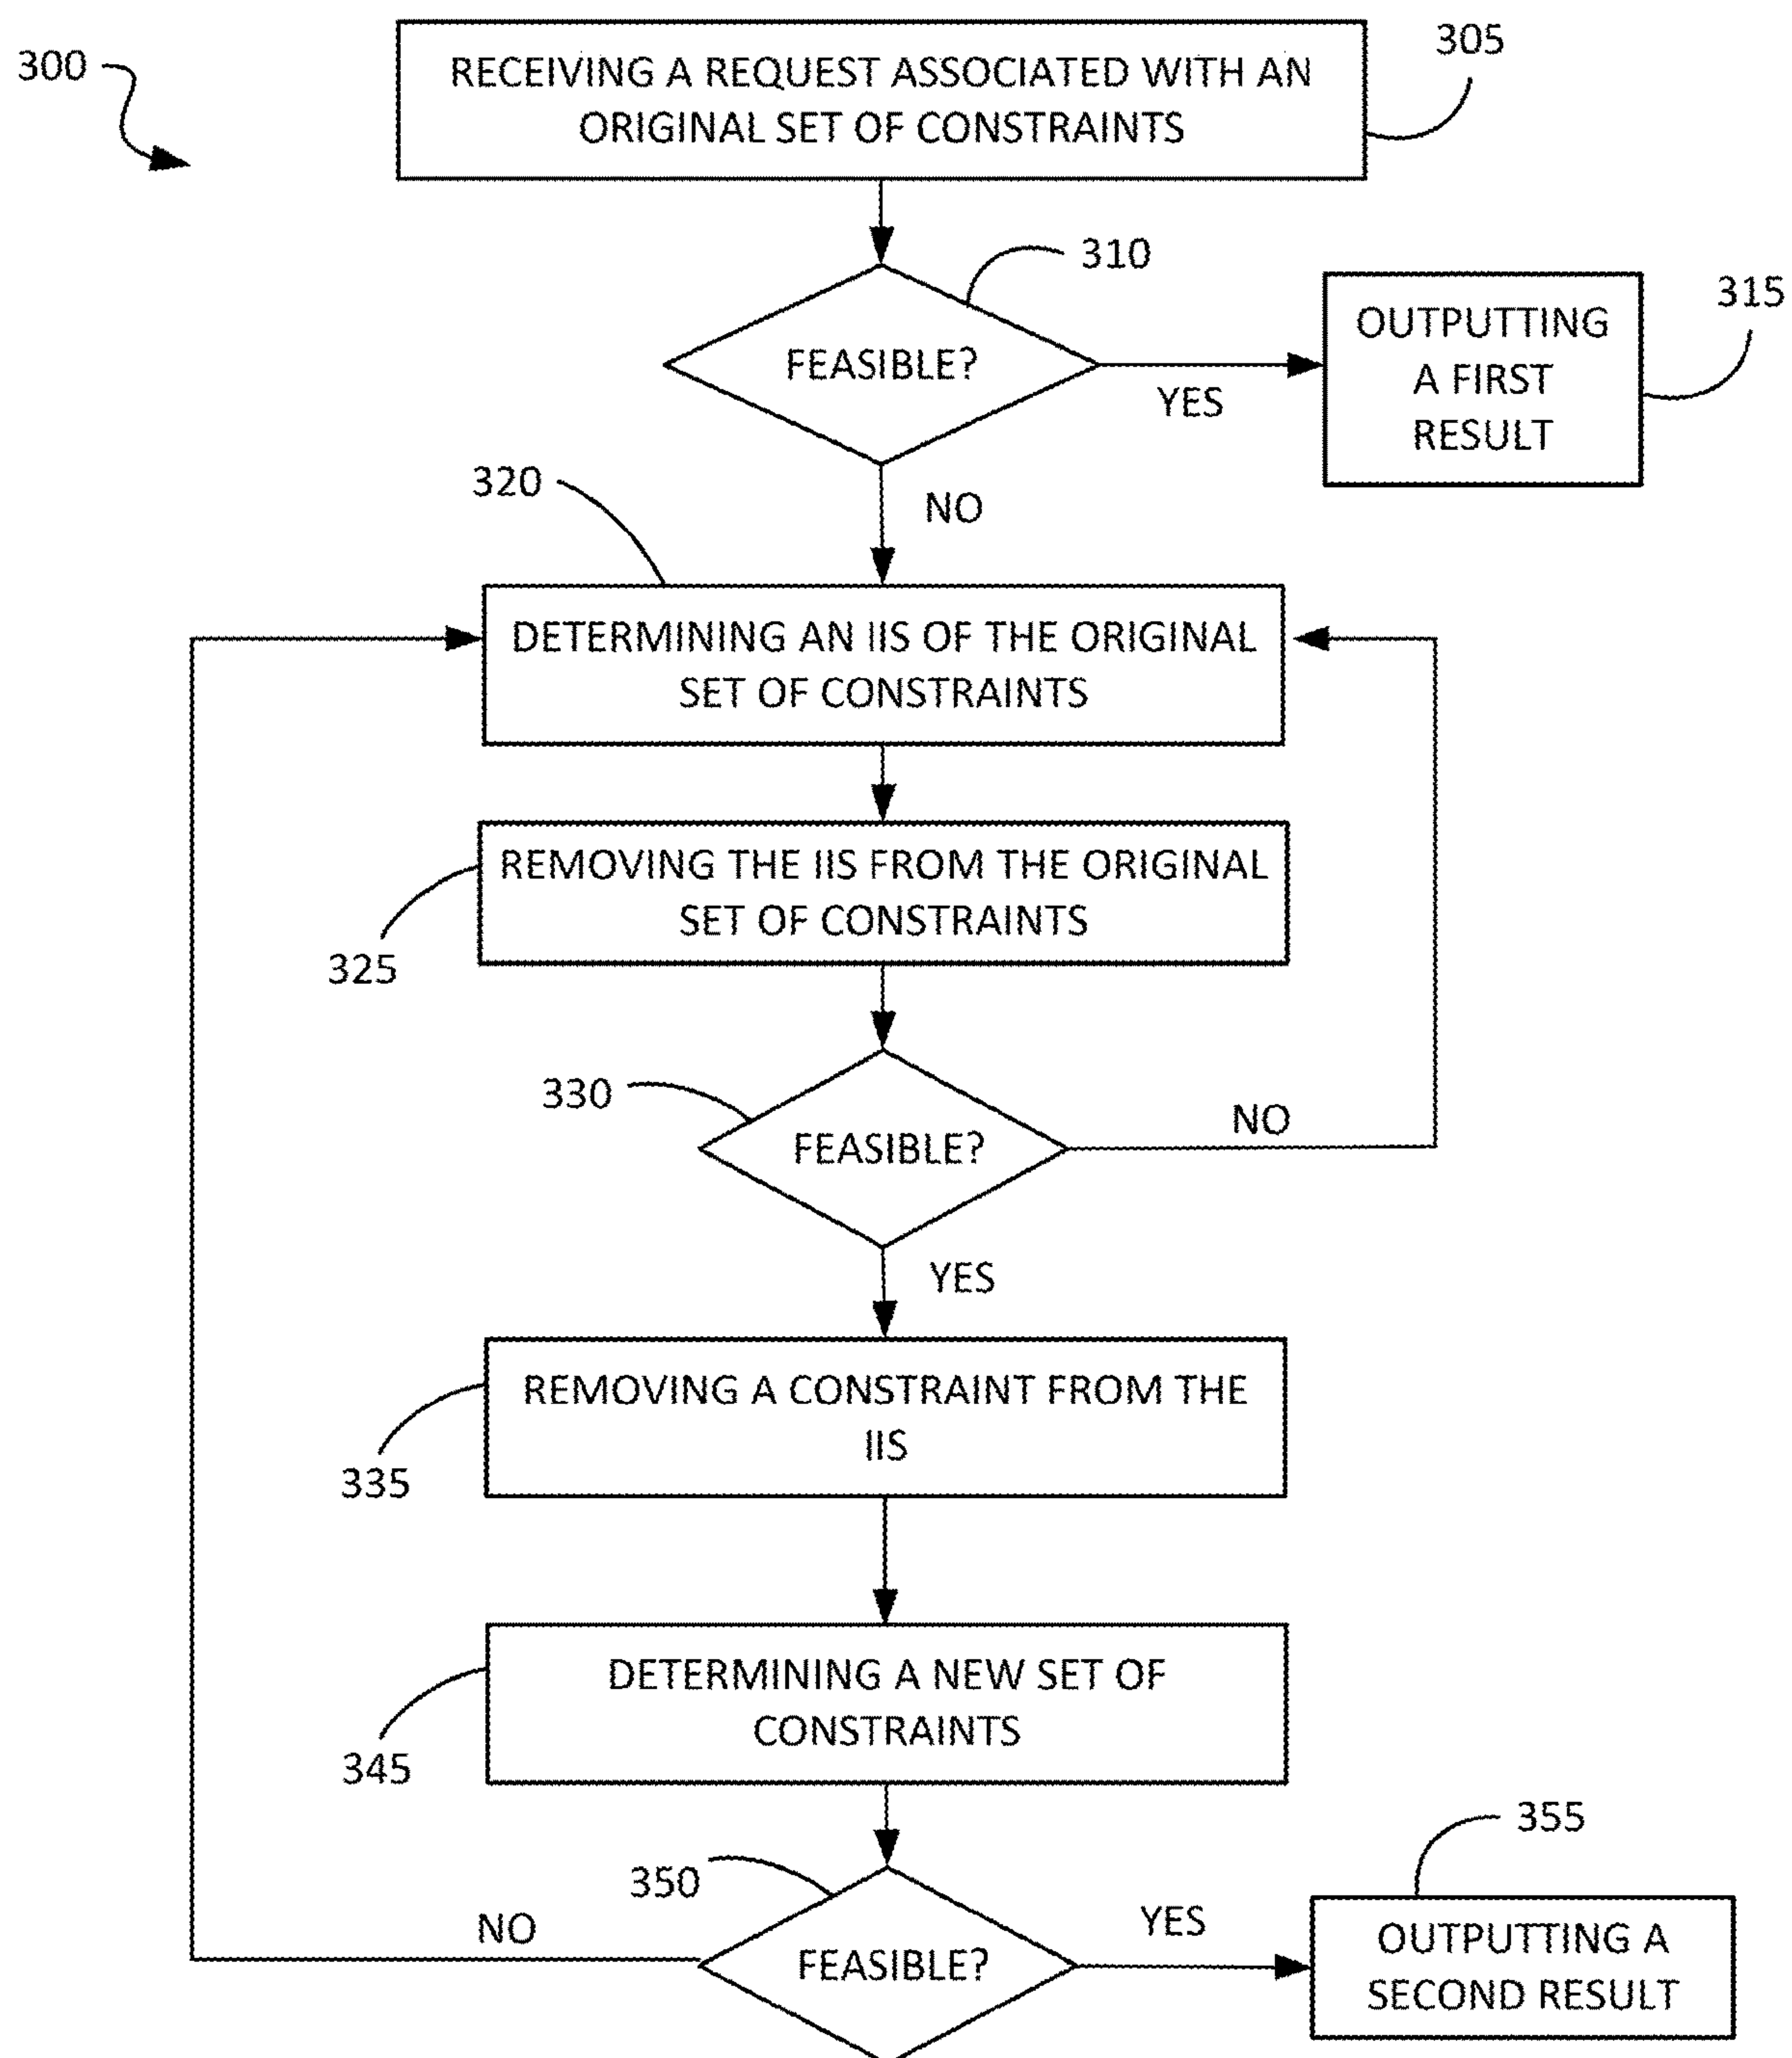 300
RECEIVING A REQUEST ASSOCIATED WITH AN
ORIGINAL SET OF CONSTRAINTS
305
310
FEASIBLE?
YES
OUTPUTTING
A FIRST
RESULT
315
NO
320
DETERMINING AN IIS OF THE ORIGINAL
SET OF CONSTRAINTS
REMOVING THE IIS FROM THE ORIGINAL
SET OF CONSTRAINTS
325
330
FEASIBLE?
NO
YES
REMOVING A CONSTRAINT FROM THE
IIS
335
DETERMINING A NEW SET OF
CONSTRAINTS
345
350
FEASIBLE?
NO
YES
355
OUTPUTTING A
SECOND RESULT